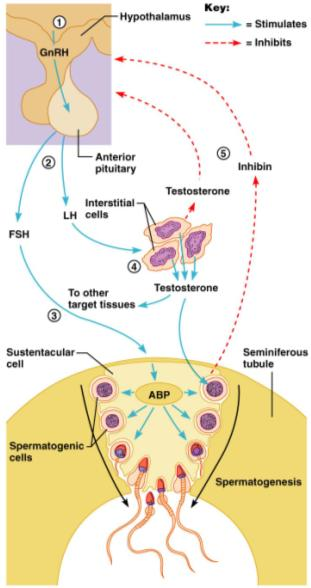 Key:
= Stimulates
= Inhibits
1
Hypothalamus
GnRH
Anterior
pituitary
2
5
Inhibin
Testosterone
Interstitial
cells
LH
FSH
4
Testosterone
To other
target tissues
3
Sustentacular
cell
Seminiferous
tubule
ABP
Spermatogenic
cells
Spermatogenesis